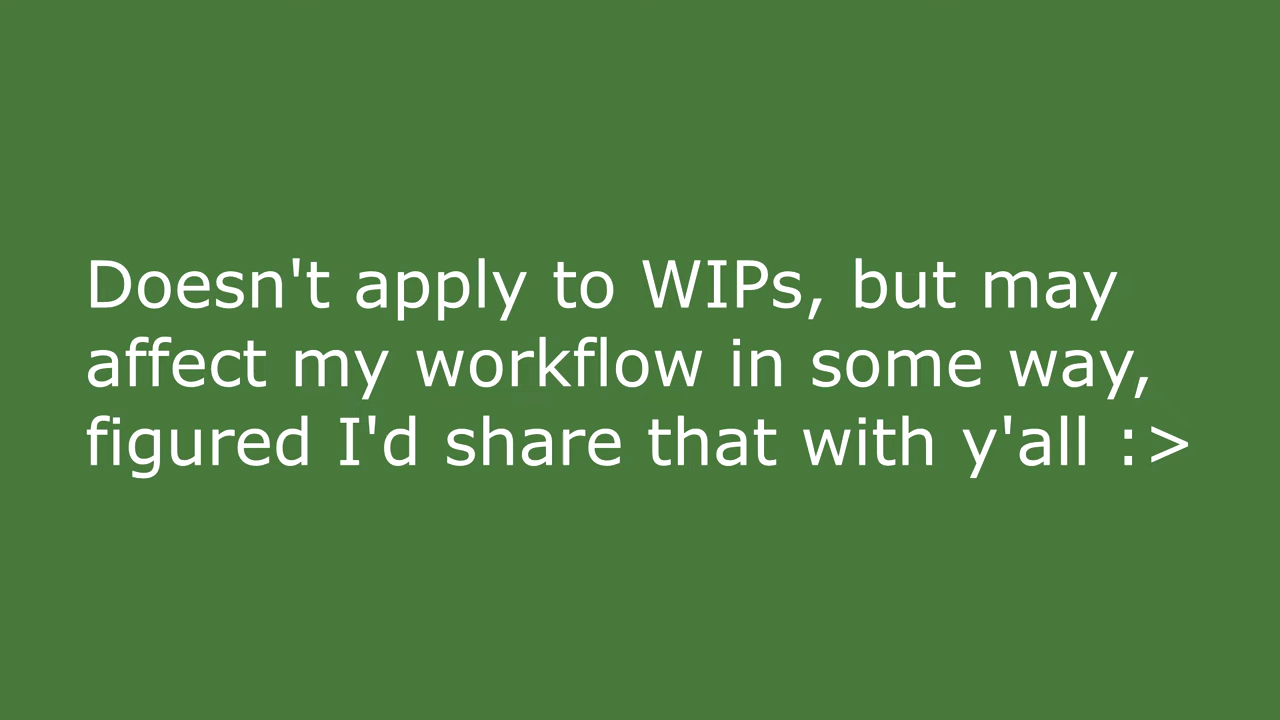 Doesn't apply to WIPs, but may
affect my workflow in some way,
figured I'd share that with y'all :>